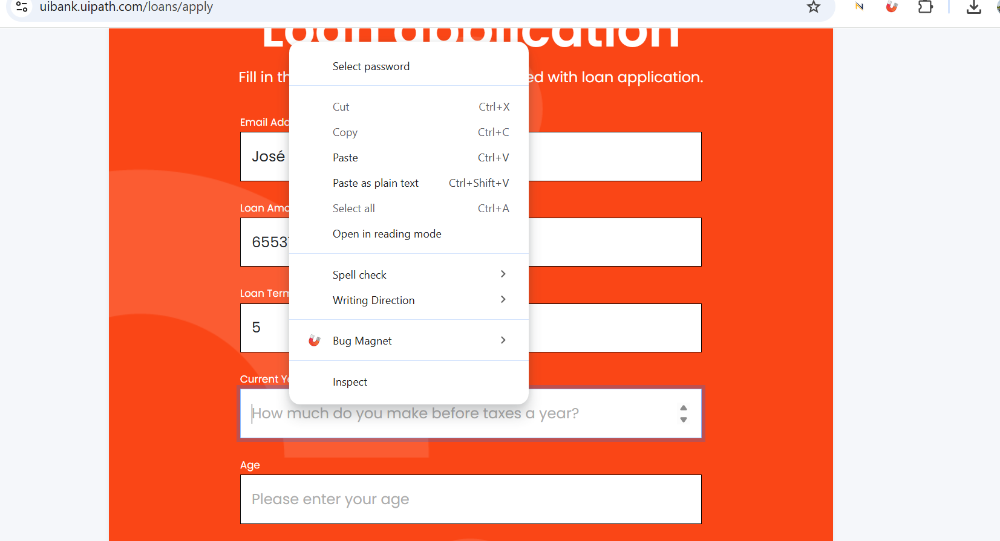 uibank.uipath.com/loans/apply
Loan application
Fill in th
ed with loan application.
Select password
Cut Ctrl+X
Copy Ctrl+C
Paste Ctrl+V
Paste as plain text Ctrl+Shift+V
Select all Ctrl+A
Open in reading mode
Spell check
Writing Direction
Bug Magnet
Inspect
Email Add
José
Loan Amo
6553
Loan Term
5
Current Ye
How much do you make before taxes a year?
Age
Please enter your age